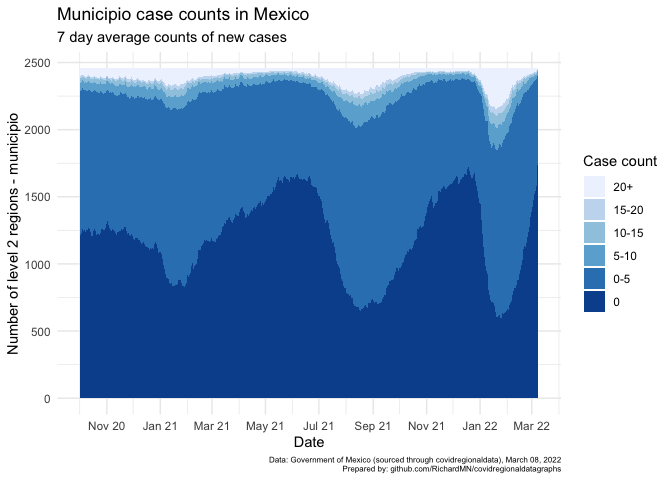 Municipio case counts in Mexico
7 day average counts of new cases
Number of level 2 regions - municipio
2500
2000
1500
1000
500
0
Nov 20 Jan 21 Mar 21 May 21 Jul 21 Sep 21 Nov 21 Jan 22 Mar 22
Date
Case count
20+
15-20
10-15
5-10
0-5
0
Data: Government of Mexico (sourced through covidregionaldata), March 08, 2022
Prepared by: github.com/RichardMN/covidregionaldatagraphs